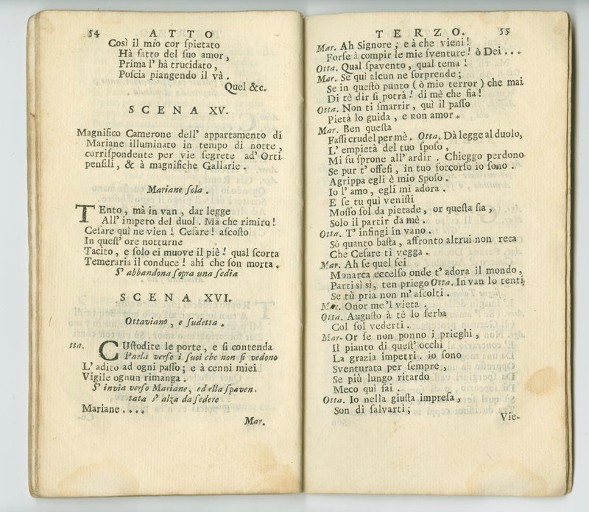 54 ATTO
Così il mio cor spietato
Hà fatto del suo amor,
Prima l' hà trucidato,
Poscia piangendo il và.
Quel &c.
SCENA XV.
Magnifico Camerone dell' appartamento di
Mariane illuminato in tempo di notte,
corrispondente per vie segrete ad' Orti
pensili, & à magnifiche Gallarie.
Mariane sola.
TEnto, mà in van, dar legge
All' impeto del duol. Mà che rimiro!
Cesare quì ne vien! Cesare! ascoso
In quest' ore notturne
Tacito, e solo ei muove il piè! qual scorta
Temeraria il conduce! ahi che son morta.
S' abbandona sopra una sedia
SCENA XVI.
Ottaviano, e sudetta.
tta. CUstodite le porte, e si contenda
Parla verso i suoi che non si vedono
L' adito ad ogni passo; e à cenni miei
Vigile ognun rimanga.
S' invia verso Mariane, ed ella spaven.
tata s' alza da sedere
Mariane....
Mar.
TERZO. 55
Mar. Ah Signore; e à che vieni!
Forse à compir le mie sventure! ò Dei...
Otta. Qual spavento, qual tema!
Mar. Se quì alcun ne sorprende;
Se in questo punto (ò mio terror) che mai
Di tè dir si potrà! di mè che sia!
Otta. Non ti smarrir, quì il passo
Pietà lo guida, e non amor.
Mar. Ben questa
Fassi crudel per mè. Otta. Dà legge al duolo,
L' empietà del tuo sposo,
Mi fu sprone all' ardir. Chieggo perdono
Se pur t' offesi, in tuo soccorso io sono.
Agrippa egli è mio Sposo.
Io l' amo, egli mi adora.
E se tu quì venisti
Mosso sol da pietade, or questa sia,
Solo il partir da mè.
Otta. T' infingi in vano.
Sò quanto basta, affronto altrui non reca
Che Cesare ti vegga.
Mar. Ah se quel sei
Monarca eccelso onde t' adora il mondo,
Parti sì sì, ten priego Otta. In van lo tenti,
Se tù pria non m' ascolti.
Mar. Onor me 'l vieta.
Otta. Augusto à tè lo serba
Col sol vederti.
Mar. Or se non ponno i prieghi,
Il pianto di quest' occhi
La grazia impetri. io sono
Sventurata per sempre,
Se più lungo ritardo
Meco quì fai.
Otta. Io nella giusta impresa,
Son di salvarti;
Vie-